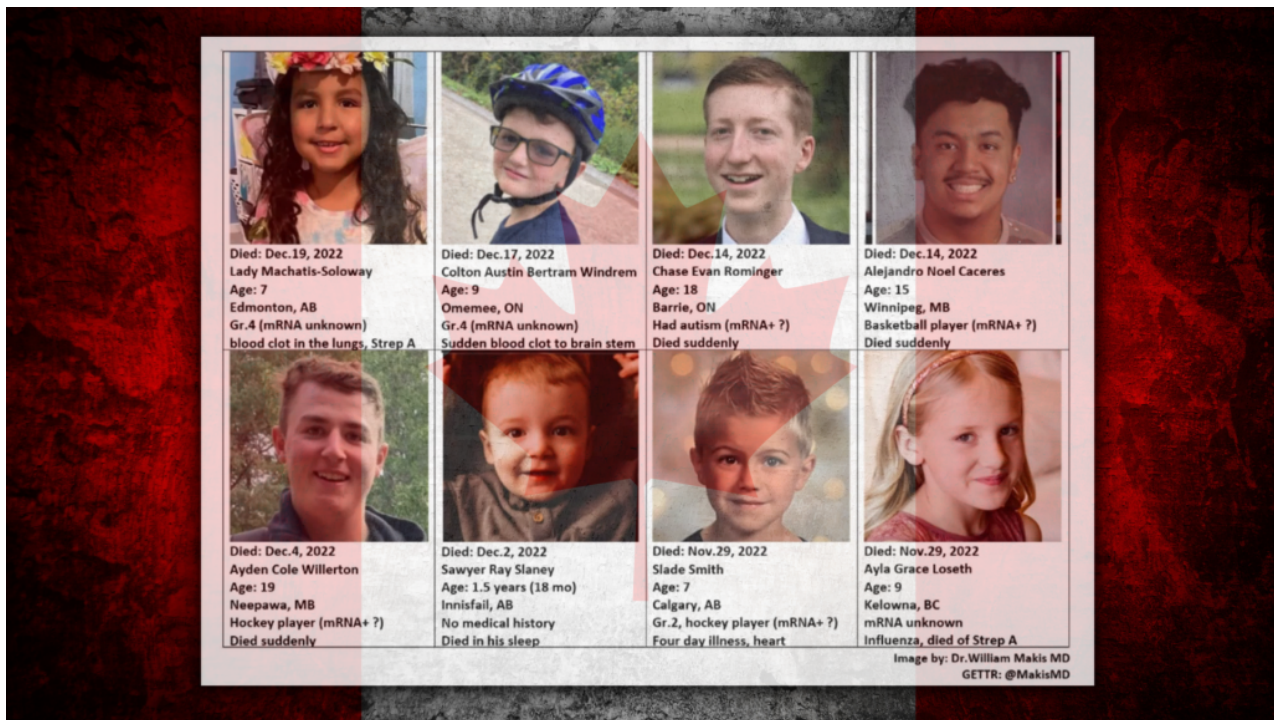 Died: Dec.19, 2022
Lady Machatis-Soloway
Age: 7
Edmonton, AB
Gr.4 (mRNA unknown)
blood clot in the lungs, Strep A
Died: Dec.17, 2022
Colton Austin Bertram Windrem
Age: 9
Omemee, ON
Gr.4 (mRNA unknown)
Sudden blood clot to brain stem
Died: Dec.14, 2022
Chase Evan Rominger
Age: 18
Barrie, ON
Had autism (mRNA+ ?)
Died suddenly
Died: Dec.14, 2022
Alejandro Noel Caceres
Age: 15
Winnipeg, MB
Basketball player (mRNA+ ?)
Died suddenly
Died: Dec.4, 2022
Ayden Cole Willerton
Age: 19
Neepawa, MB
Hockey player (mRNA+ ?)
Died suddenly
Died: Dec.2, 2022
Sawyer Ray Slaney
Age: 1.5 years (18 mo)
Innisfail, AB
No medical history
Died in his sleep
Died: Nov.29, 2022
Slade Smith
Age: 7
Calgary, AB
Gr.2, hockey player (mRNA+ ?)
Four day illness, heart
Died: Nov.29, 2022
Ayla Grace Loseth
Age: 9
Kelowna, BC
mRNA unknown
Influenza, died of Strep A
Image by: Dr.William Makis MD
GETTR: @MakisMD